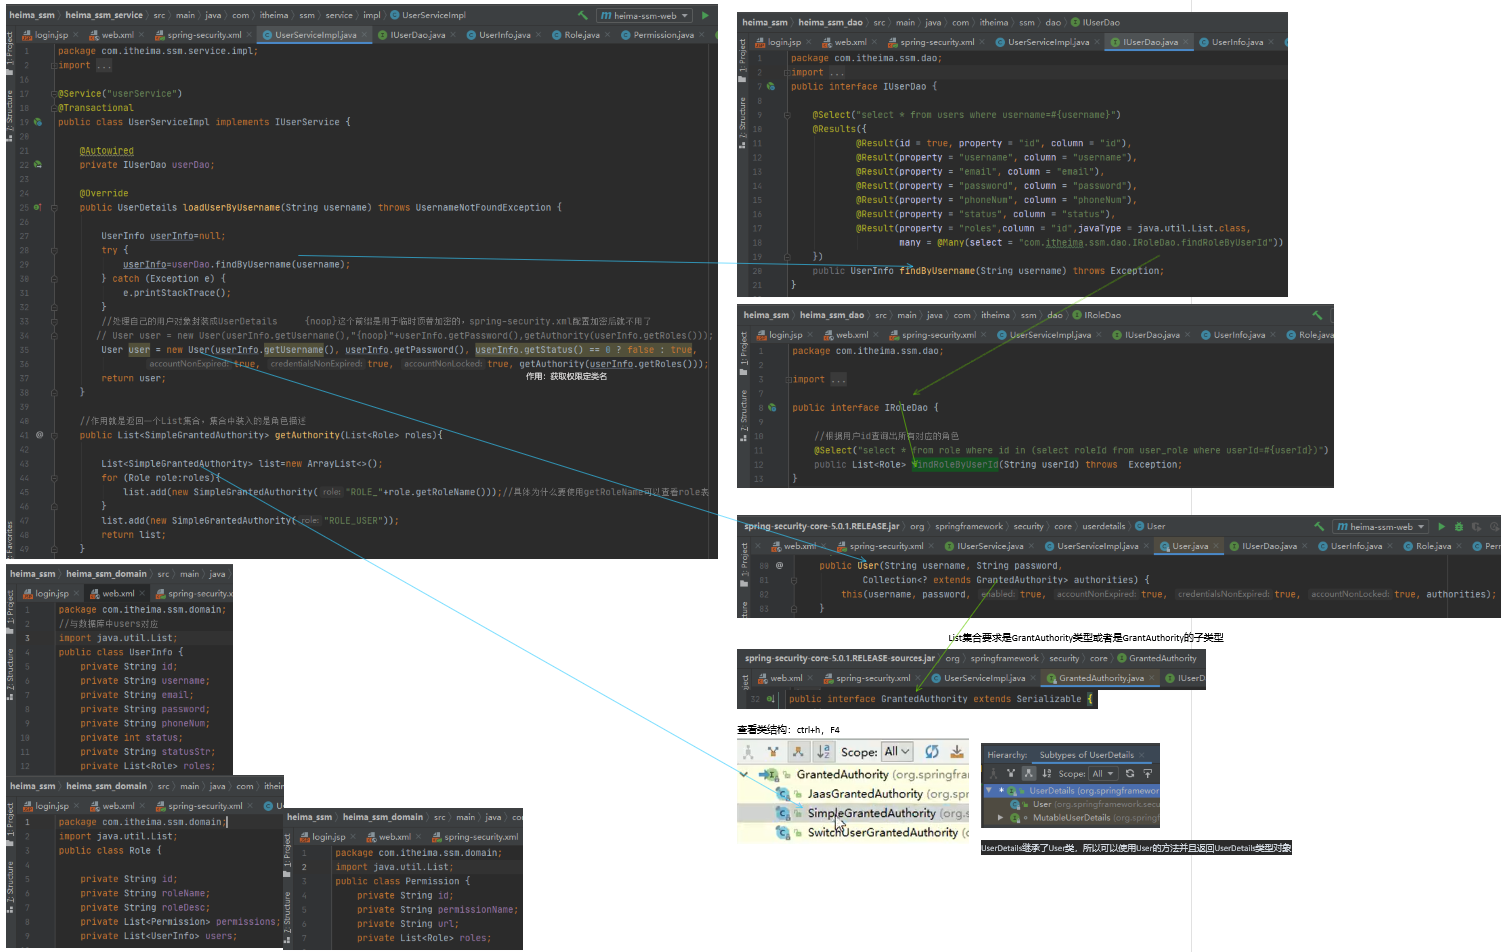 heima_ssm 〉 heima_ssm_service 〉 src 〉 main 〉 java 〉 com 〉 itheima 〉 ssm 〉 service 〉 impl 〉 UserServiceImpl
heima-ssm-web
login.jsp × web.xml × spring-security.xml × UserServiceImpl.java × IUserDao.java × UserInfo.java × Role.java × Permission.java ×
1 package com.itheima.ssm.service.impl;
2 import ...
16
17 @Service("userService")
18 @Transactional
19 public class UserServiceImpl implements IUserService {
20
21 @Autowired
22 private IUserDao userDao;
23
24 @Override
25 public UserDetails loadUserByUsername(String username) throws UsernameNotFoundException {
26
27 UserInfo userInfo=null;
28 try {
29 userInfo=userDao.findByUsername(username);
30 } catch (Exception e) {
31 e.printStackTrace();
32 }
33 //处理自己的用户对象封装成UserDetails {noop}这个前缀是用于临时顶替加密的，spring-security.xml配置加密后就不用了
34 // User user = new User(userInfo.getUsername(),"{noop}"+userInfo.getPassword(),getAuthority(userInfo.getRoles()));
35 User user = new User(userInfo.getUsername(), userInfo.getPassword(), userInfo.getStatus() == 0 ? false : true,
36 accountNonExpired: true, credentialsNonExpired: true, accountNonLocked: true, getAuthority(userInfo.getRoles()));
作用：获取权限定类名
37 return user;
38 }
39
40 //作用就是返回一个List集合，集合中装入的是角色描述
41 public List<SimpleGrantedAuthority> getAuthority(List<Role> roles){
42
43 List<SimpleGrantedAuthority> list=new ArrayList<>();
44 for (Role role:roles){
45 list.add(new SimpleGrantedAuthority( role: "ROLE_"+role.getRoleName()));//具体为什么要使用getRoleName可以查看role表
46 }
47 list.add(new SimpleGrantedAuthority( role: "ROLE_USER"));
48 return list;
49 }
1: Project
7: Structure
Favorites
heima_ssm 〉 heima_ssm_domain 〉 src 〉 main 〉 java 〉
login.jsp × web.xml × spring-security.x
1 package com.itheima.ssm.domain;
2 //与数据库中users对应
3 import java.util.List;
4 public class UserInfo {
5 private String id;
6 private String username;
7 private String email;
8 private String password;
9 private String phoneNum;
10 private int status;
11 private String statusStr;
12 private List<Role> roles;
1: Project
7: Structure
heima_ssm 〉 heima_ssm_domain 〉 src 〉 main 〉 java 〉 com 〉 ithei
login.jsp × web.xml × spring-security.xml × U
1 package com.itheima.ssm.domain;
2 import java.util.List;
3 public class Role {
4
5 private String id;
6 private String roleName;
7 private String roleDesc;
8 private List<Permission> permissions;
9 private List<UserInfo> users;
1: Project
7: Structure
heima_ssm 〉 heima_ssm_domain 〉 src 〉 main 〉 java 〉 co
login.jsp × web.xml × spring-security.xml
1 package com.itheima.ssm.domain;
2 import java.util.List;
3 public class Permission {
4 private String id;
5 private String permissionName;
6 private String url;
7 private List<Role> roles;
1: Project
7: Structure
heima_ssm 〉 heima_ssm_dao 〉 src 〉 main 〉 java 〉 com 〉 itheima 〉 ssm 〉 dao 〉 IUserDao
login.jsp × web.xml × spring-security.xml × UserServiceImpl.java × IUserDao.java × UserInfo.java ×
1 package com.itheima.ssm.dao;
2 import ...
7 public interface IUserDao {
8
9 @Select("select * from users where username=#{username}")
10 @Results({
11 @Result(id = true, property = "id", column = "id"),
12 @Result(property = "username", column = "username"),
13 @Result(property = "email", column = "email"),
14 @Result(property = "password", column = "password"),
15 @Result(property = "phoneNum", column = "phoneNum"),
16 @Result(property = "status", column = "status"),
17 @Result(property = "roles",column = "id",javaType = java.util.List.class,
18 many = @Many(select = "com.itheima.ssm.dao.IRoleDao.findRoleByUserId"))
19 })
20 public UserInfo findByUsername(String username) throws Exception;
21 }
1: Project
7: Structure
heima_ssm 〉 heima_ssm_dao 〉 src 〉 main 〉 java 〉 com 〉 itheima 〉 ssm 〉 dao 〉 IRoleDao
login.jsp × web.xml × spring-security.xml × UserServiceImpl.java × IUserDao.java × UserInfo.java × Role.java
1 package com.itheima.ssm.dao;
2
3 import ...
7
8 public interface IRoleDao {
9
10 //根据用户id查询出所有对应的角色
11 @Select("select * from role where id in (select roleId from user_role where userId=#{userId})")
12 public List<Role> findRoleByUserId(String userId) throws Exception;
13 }
1: Project
7: Structure
spring-security-core-5.0.1.RELEASE.jar 〉 org 〉 springframework 〉 security 〉 core 〉 userdetails 〉 User
heima-ssm-web
× web.xml × spring-security.xml × IUserService.java × UserServiceImpl.java × User.java × IUserDao.java × UserInfo.java × Role.java × Perm
80 public User(String username, String password,
81 Collection<? extends GrantedAuthority> authorities) {
82 this(username, password, enabled: true, accountNonExpired: true, credentialsNonExpired: true, accountNonLocked: true, authorities);
83 }
1: Project
List集合要求是GrantAuthority类型或者是GrantAuthority的子类型
spring-security-core-5.0.1.RELEASE-sources.jar 〉 org 〉 springframework 〉 security 〉 core 〉 GrantedAuthority
web.xml × spring-security.xml × UserServiceImpl.java × GrantedAuthority.java × IUserD
32 public interface GrantedAuthority extends Serializable {
查看类结构：ctrl+h，F4
Scope: All
GrantedAuthority (org.springfra
JaasGrantedAuthority (org.spr
SimpleGrantedAuthority (org.s
SwitchUserGrantedAuthority (c
Hierarchy: Subtypes of UserDetails ×
Scope: All
UserDetails (org.springframewor
User (org.springframework.secu
MutableUserDetails (org.spring
UserDetails继承了User类，所以可以使用User的方法并且返回UserDetails类型对象